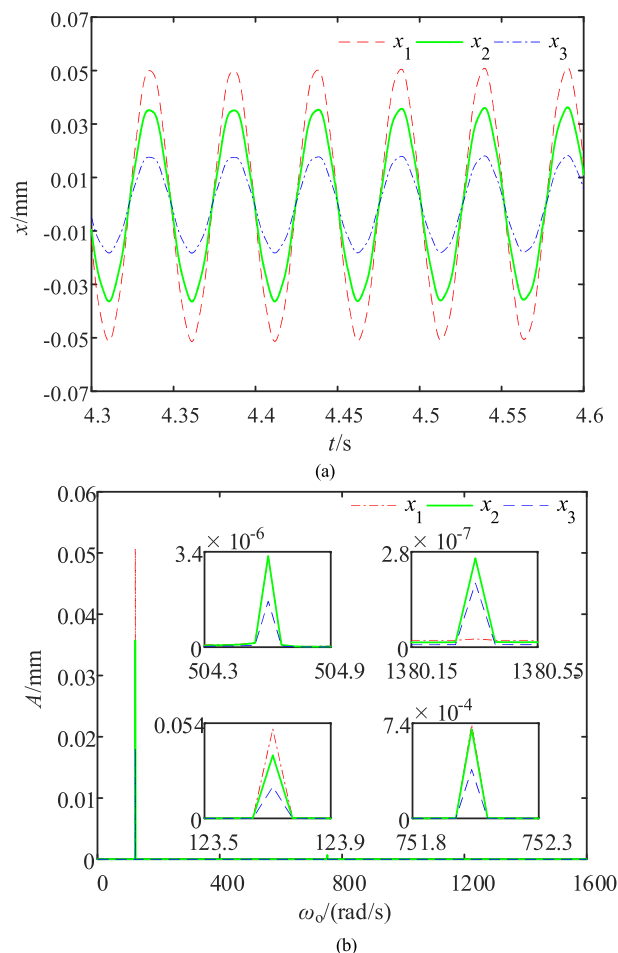 0.07
x1 x2 x3
0.05
0.03
0.01
-0.01
-0.03
-0.05
-0.07
x/mm
4.3 4.35 4.4 4.45 4.5 4.55 4.6
t/s
(a)
0.06
x1 x2 x3
0.05
0.04
0.03
0.02
0.01
0
A/mm
3.4 × 10-6
0
504.3 504.9
2.8 × 10-7
0
1380.15 1380.55
0.054
0
123.5 123.9
7.4 × 10-4
0
751.8 752.3
0 400 800 1200 1600
ωo/(rad/s)
(b)